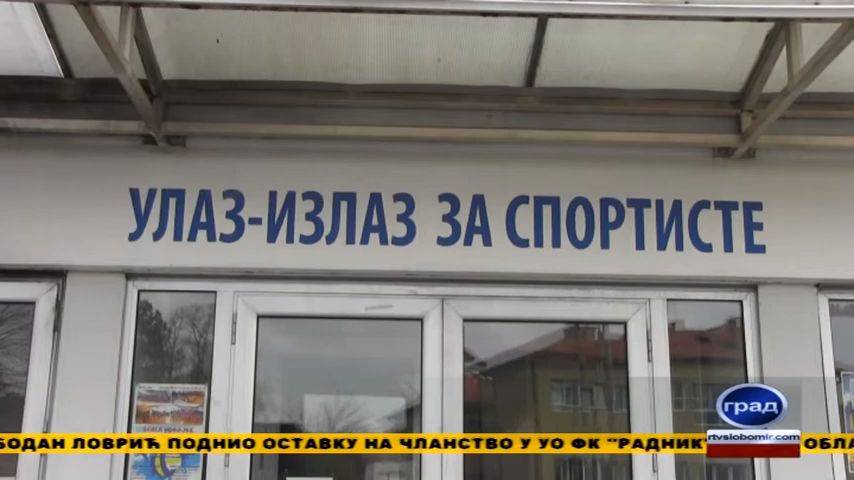 УЛАЗ-ИЗЛАЗ ЗА СПОРТИСТЕ
град
rtvslobomir.com
БОДАН ЛОВРИЋ ПОДНИО ОСТАВКУ НА ЧЛАНСТВО У УО ФК "РАДНИК